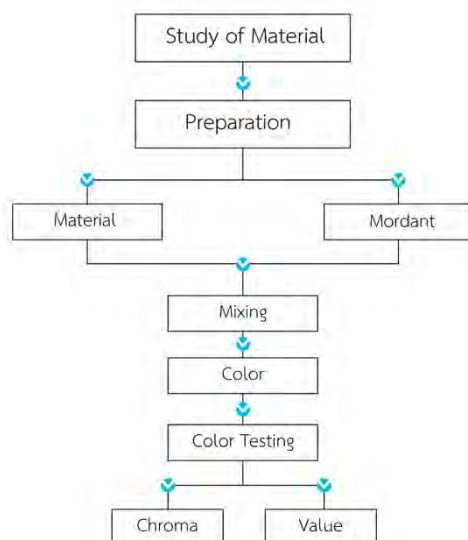 Study of Material
Preparation
Material
Mordant
Mixing
Color
Color Testing
Chroma
Value